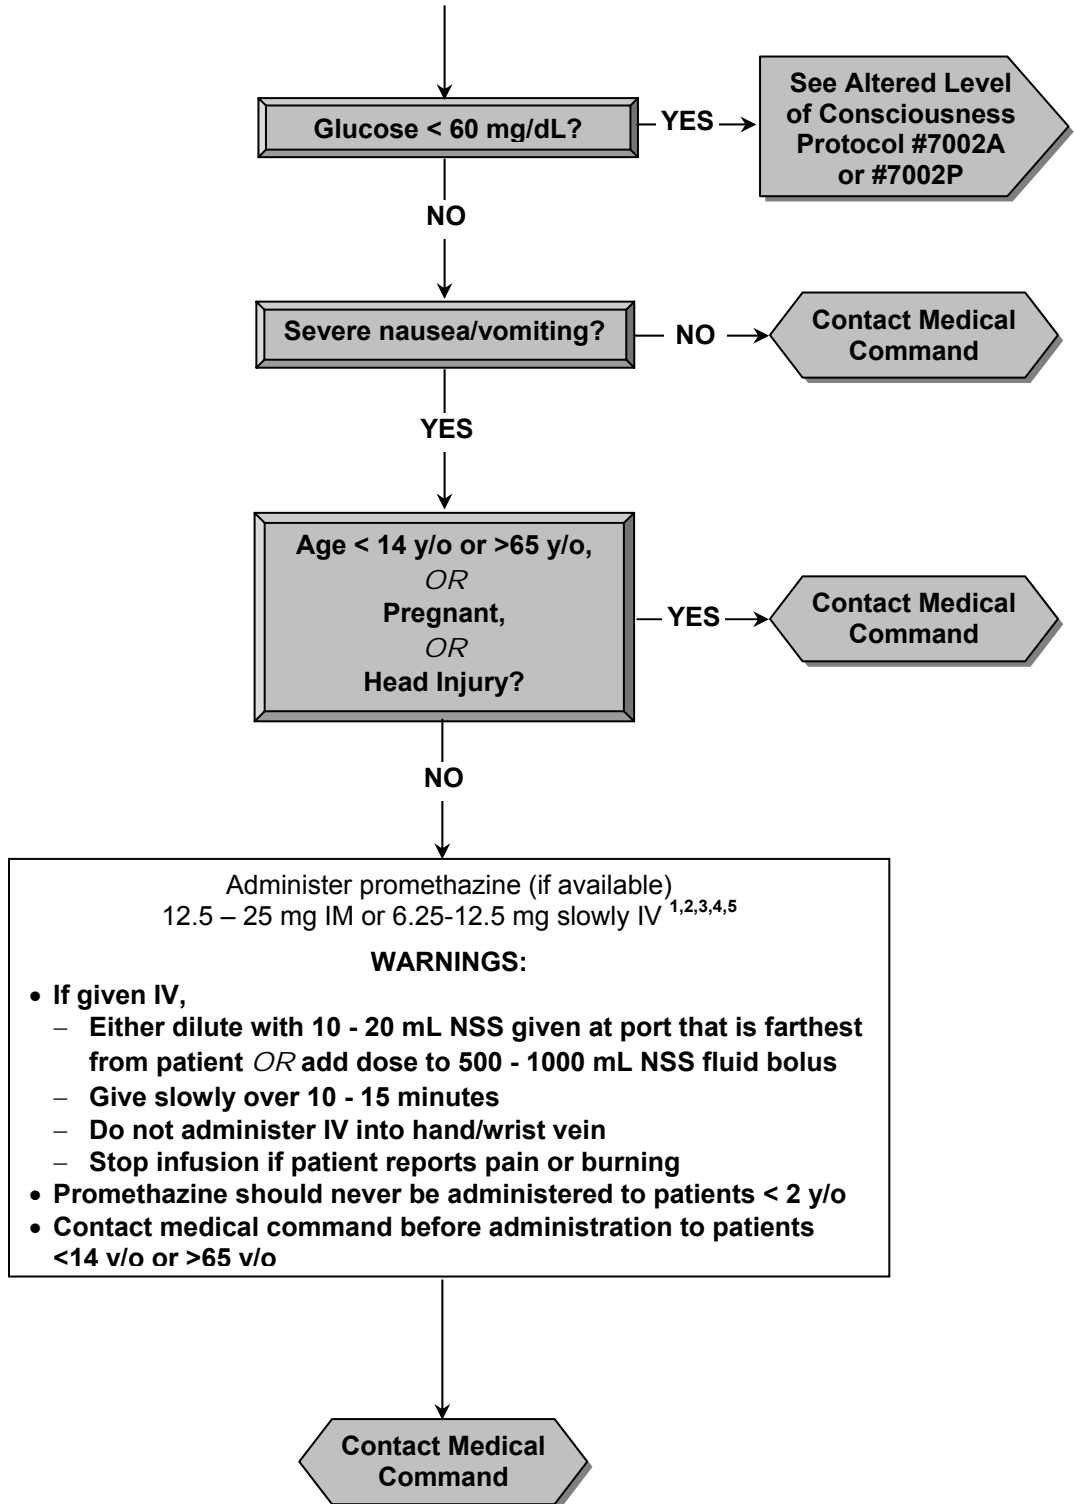 Glucose < 60 mg/dL?
YES
See Altered Level
of Consciousness
Protocol #7002A
or #7002P
NO
Severe nausea/vomiting?
NO
Contact Medical
Command
YES
Age < 14 y/o or >65 y/o,
OR
Pregnant,
OR
Head Injury?
YES
Contact Medical
Command
NO
Administer promethazine (if available)
12.5 – 25 mg IM or 6.25-12.5 mg slowly IV 1,2,3,4,5
WARNINGS:
• If given IV,
– Either dilute with 10 - 20 mL NSS given at port that is farthest
from patient OR add dose to 500 - 1000 mL NSS fluid bolus
– Give slowly over 10 - 15 minutes
– Do not administer IV into hand/wrist vein
– Stop infusion if patient reports pain or burning
• Promethazine should never be administered to patients < 2 y/o
• Contact medical command before administration to patients
<14 y/o or >65 y/o
Contact Medical
Command